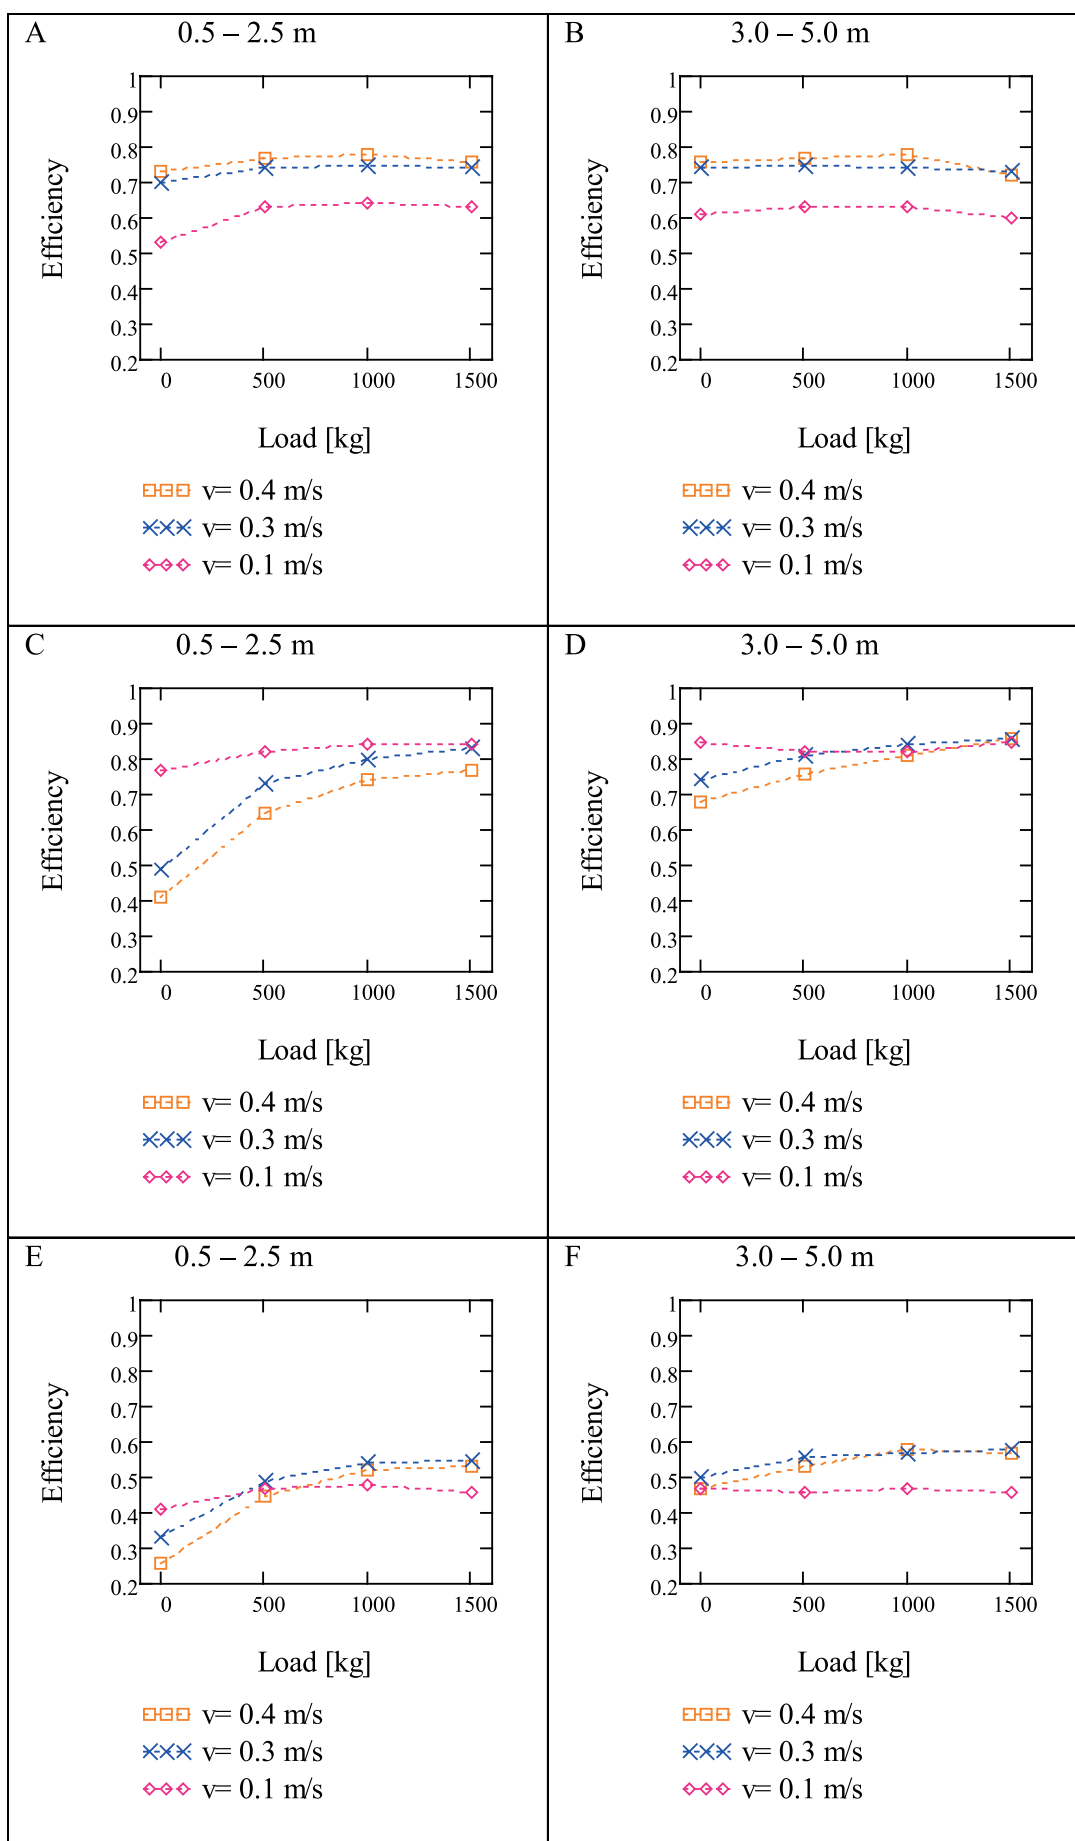 A 0.5 – 2.5 m
1
0.9
0.8
0.7
0.6
0.5
0.4
0.3
0.2
Efficiency
0 500 1000 1500
Load [kg]
v= 0.4 m/s
v= 0.3 m/s
v= 0.1 m/s
B 3.0 – 5.0 m
1
0.9
0.8
0.7
0.6
0.5
0.4
0.3
0.2
Efficiency
0 500 1000 1500
Load [kg]
v= 0.4 m/s
v= 0.3 m/s
v= 0.1 m/s
C 0.5 – 2.5 m
1
0.9
0.8
0.7
0.6
0.5
0.4
0.3
0.2
Efficiency
0 500 1000 1500
Load [kg]
v= 0.4 m/s
v= 0.3 m/s
v= 0.1 m/s
D 3.0 – 5.0 m
1
0.9
0.8
0.7
0.6
0.5
0.4
0.3
0.2
Efficiency
0 500 1000 1500
Load [kg]
v= 0.4 m/s
v= 0.3 m/s
v= 0.1 m/s
E 0.5 – 2.5 m
1
0.9
0.8
0.7
0.6
0.5
0.4
0.3
0.2
Efficiency
0 500 1000 1500
Load [kg]
v= 0.4 m/s
v= 0.3 m/s
v= 0.1 m/s
F 3.0 – 5.0 m
1
0.9
0.8
0.7
0.6
0.5
0.4
0.3
0.2
Efficiency
0 500 1000 1500
Load [kg]
v= 0.4 m/s
v= 0.3 m/s
v= 0.1 m/s